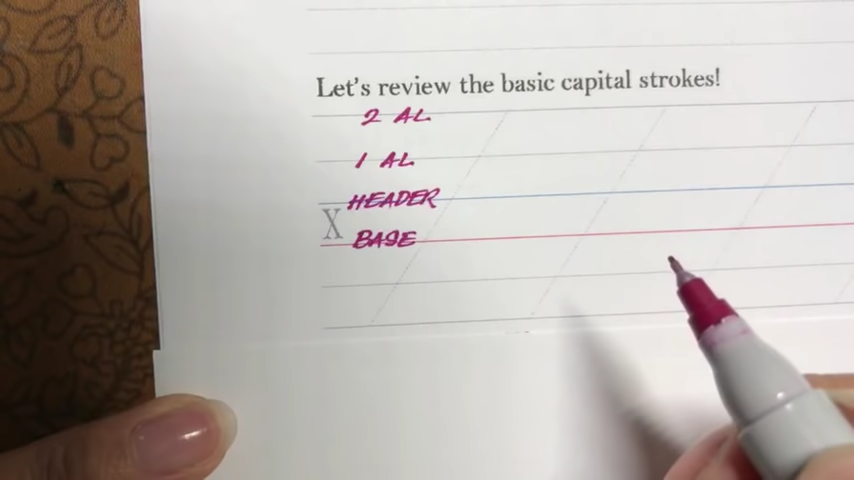 Let's review the basic capital strokes!
2 AL
1 AL
HEADER
X
BASE